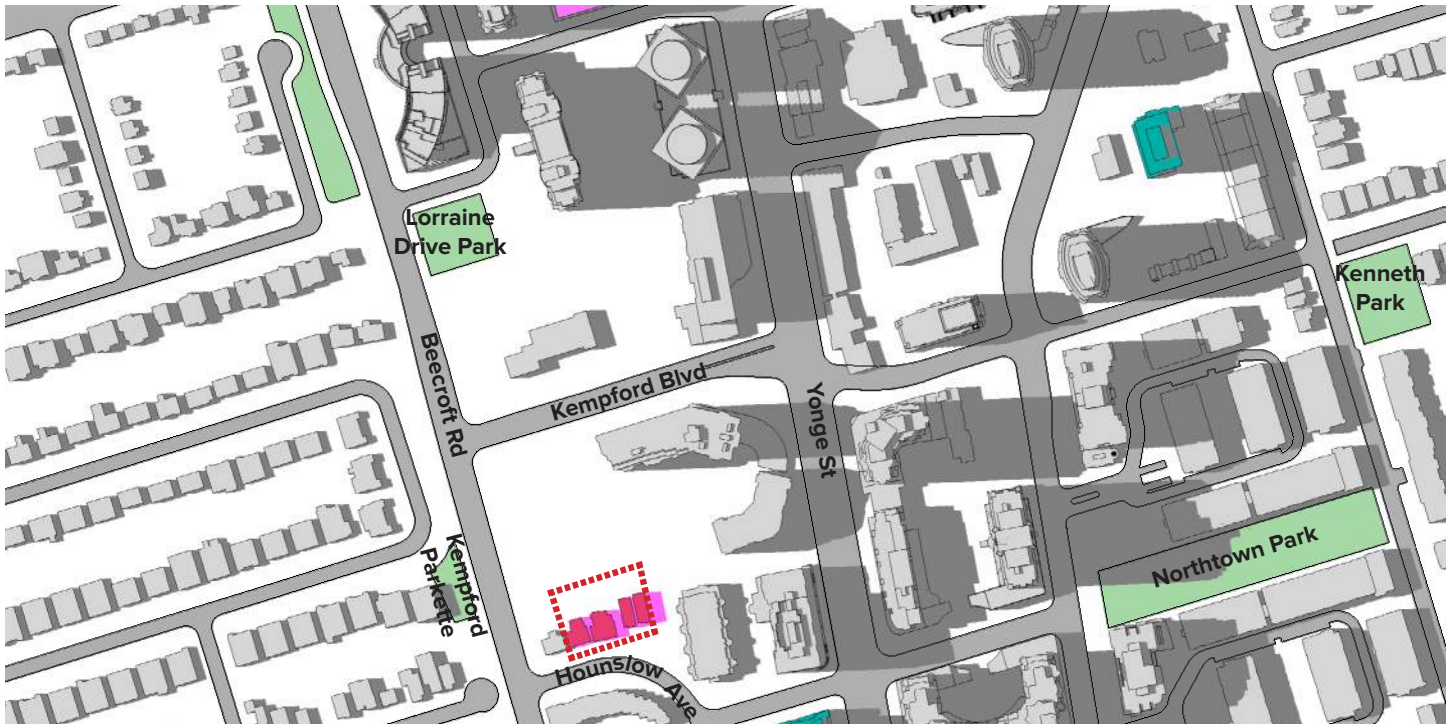 Lorraine
Drive Park
Kenneth
Park
Beecroft Rd
Kempford Blvd
Yonge St
Northtown Park
Kempford
Parkette
Hounslow Ave